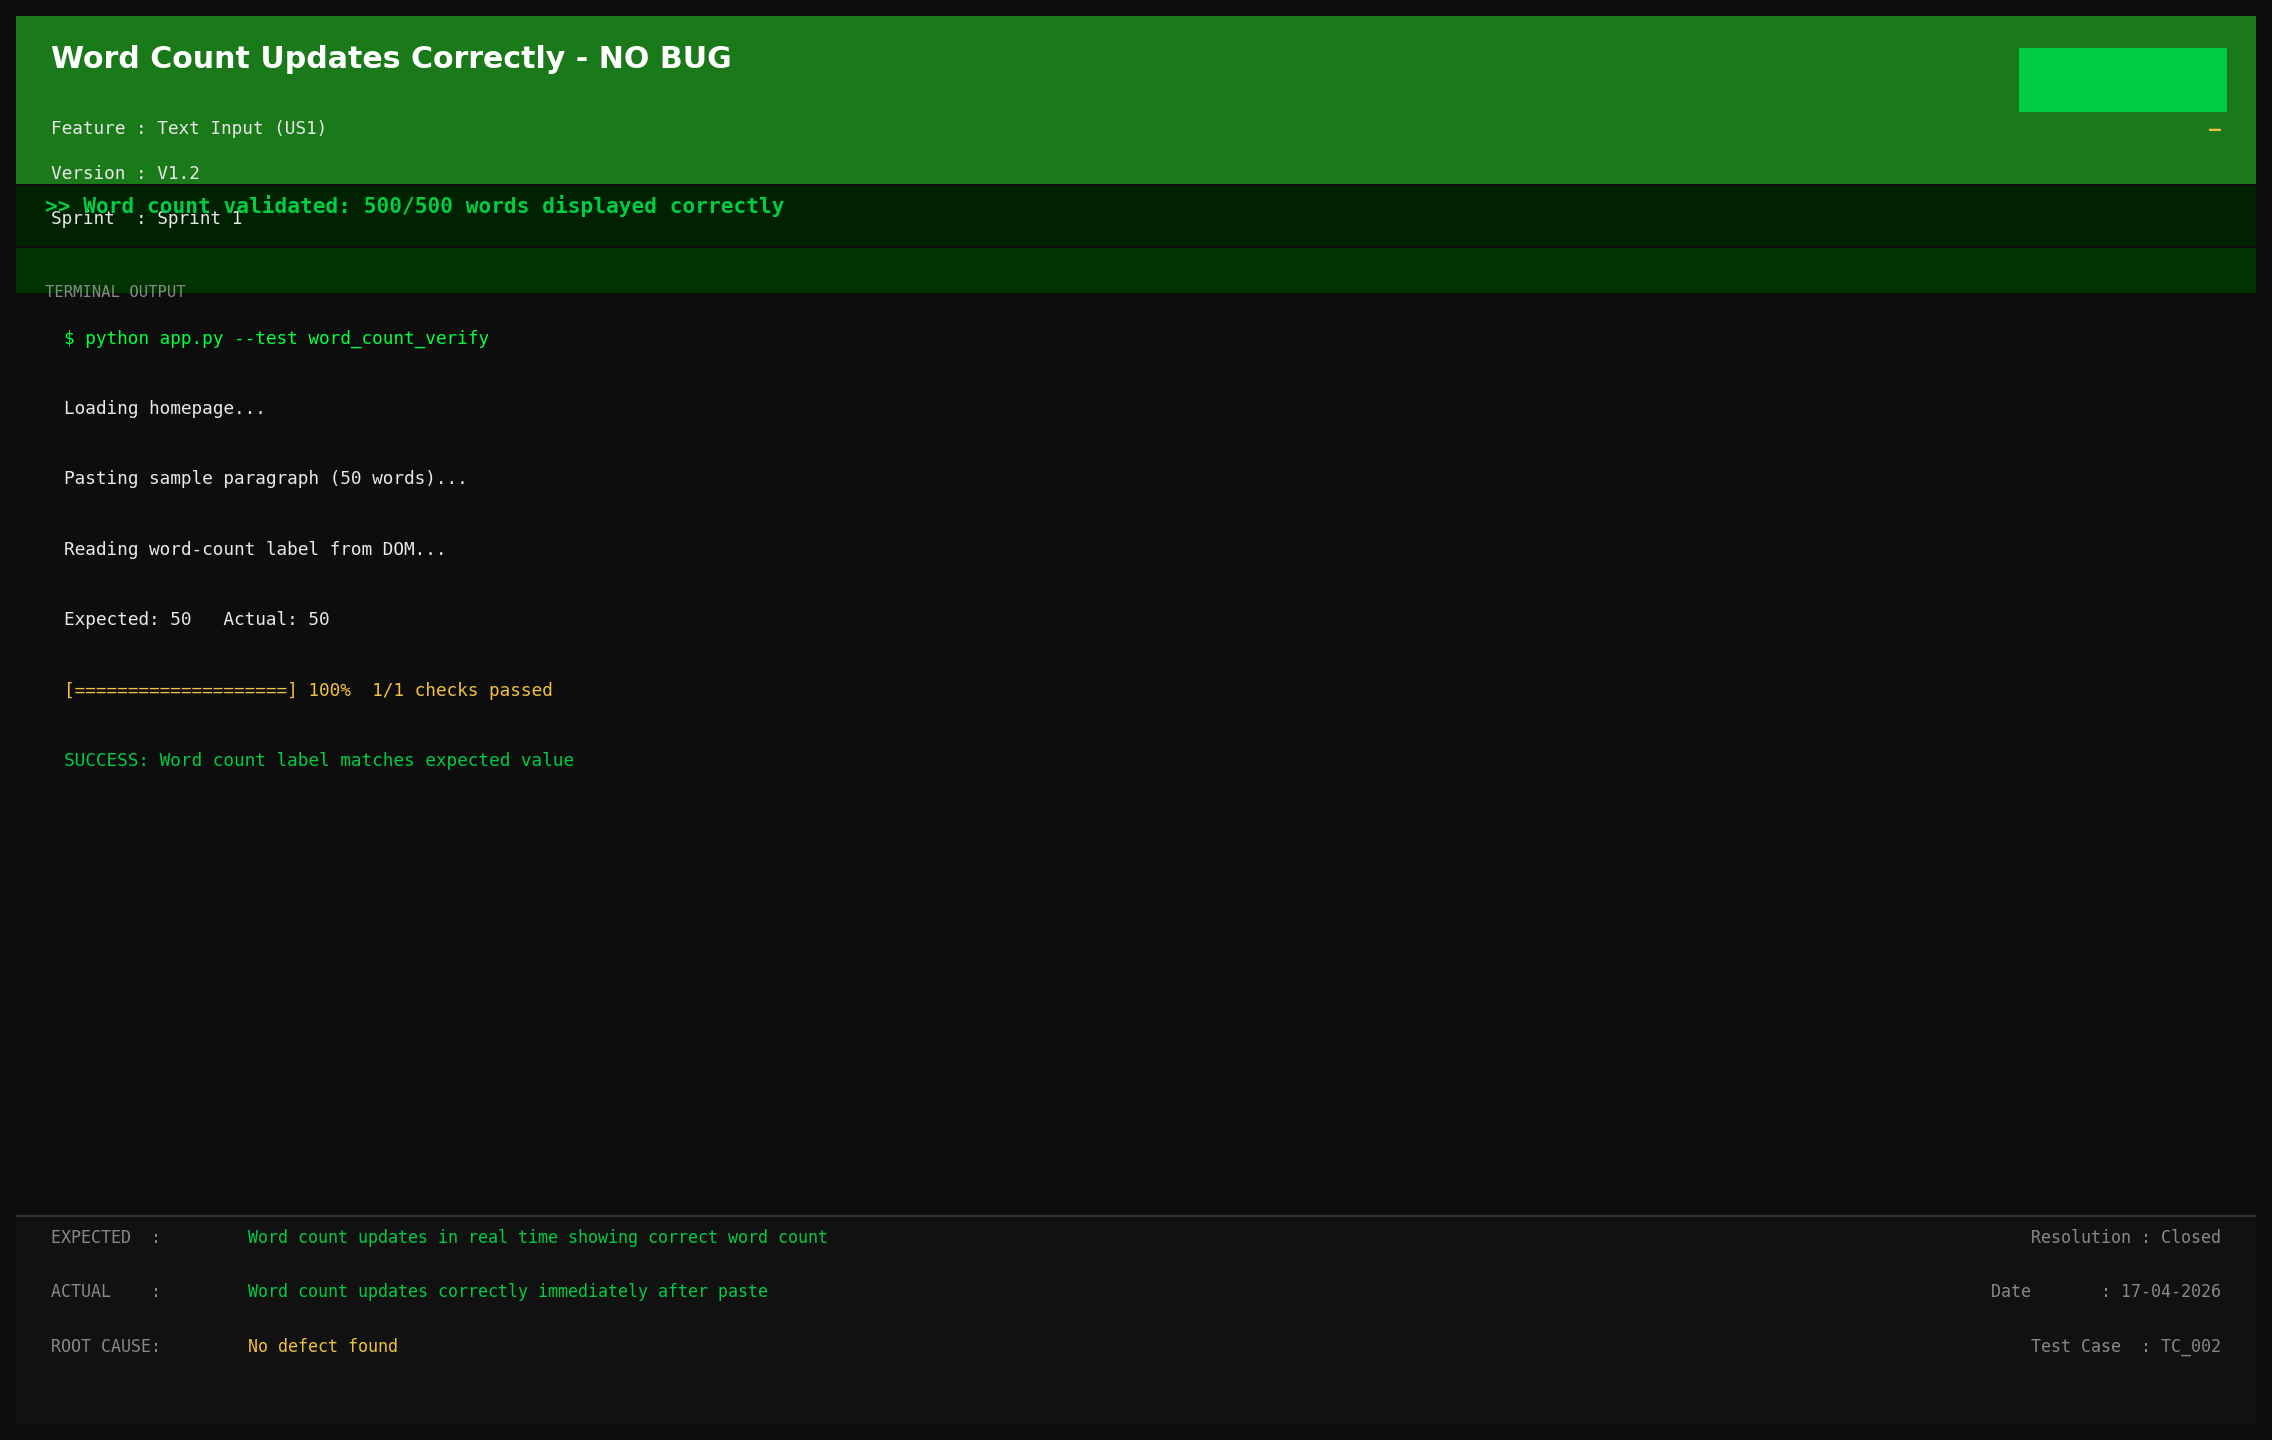 Word Count Updates Correctly - NO BUG
Feature : Text Input (US1)
—
Version : V1.2
>> Word count validated: 500/500 words displayed correctly
Sprint  : Sprint 1
TERMINAL OUTPUT
$ python app.py --test word_count_verify
Loading homepage...
Pasting sample paragraph (50 words)...
Reading word-count label from DOM...
Expected: 50   Actual: 50
[====================] 100%  1/1 checks passed
SUCCESS: Word count label matches expected value
EXPECTED  : Word count updates in real time showing correct word count
Resolution : Closed
ACTUAL    : Word count updates correctly immediately after paste
Date       : 17-04-2026
ROOT CAUSE: No defect found
Test Case  : TC_002